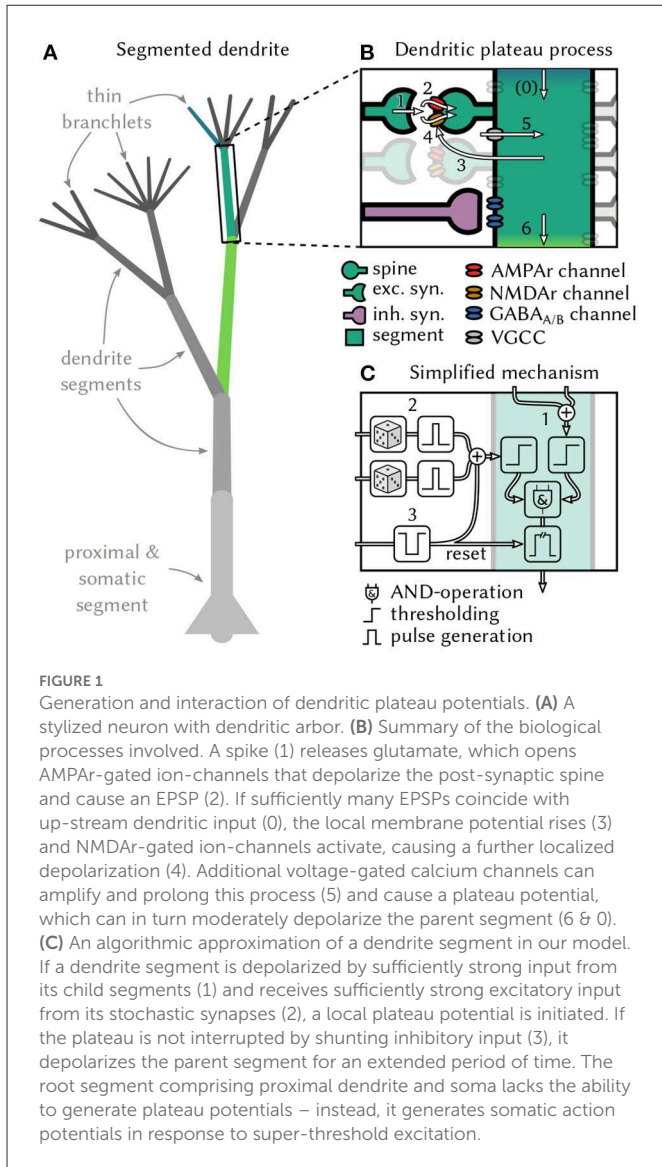 A Segmented dendrite
thin
branchlets
dendrite
segments
proximal &
somatic
segment
B Dendritic plateau process
(0)
1
2
4
5
3
6
spine
exc. syn.
inh. syn.
segment
AMPAr channel
NMDAr channel
GABAA/B channel
VGCC
C Simplified mechanism
2
1
+
+
&
3
reset
& AND-operation
thresholding
pulse generation
FIGURE 1
Generation and interaction of dendritic plateau potentials. (A) A
stylized neuron with dendritic arbor. (B) Summary of the biological
processes involved. A spike (1) releases glutamate, which opens
AMPAr-gated ion-channels that depolarize the post-synaptic spine
and cause an EPSP (2). If sufficiently many EPSPs coincide with
up-stream dendritic input (0), the local membrane potential rises (3)
and NMDAr-gated ion-channels activate, causing a further localized
depolarization (4). Additional voltage-gated calcium channels can
amplify and prolong this process (5) and cause a plateau potential,
which can in turn moderately depolarize the parent segment (6 & 0).
(C) An algorithmic approximation of a dendrite segment in our model.
If a dendrite segment is depolarized by sufficiently strong input from
its child segments (1) and receives sufficiently strong excitatory input
from its stochastic synapses (2), a local plateau potential is initiated. If
the plateau is not interrupted by shunting inhibitory input (3), it
depolarizes the parent segment for an extended period of time. The
root segment comprising proximal dendrite and soma lacks the ability
to generate plateau potentials – instead, it generates somatic action
potentials in response to super-threshold excitation.